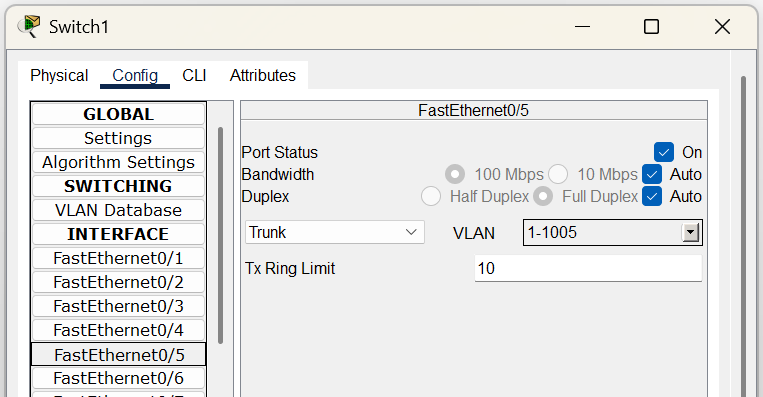 Switch1
Physical Config CLI Attributes
GLOBAL
Settings
Algorithm Settings
SWITCHING
VLAN Database
INTERFACE
FastEthernet0/1
FastEthernet0/2
FastEthernet0/3
FastEthernet0/4
FastEthernet0/5
FastEthernet0/6
FastEthernet0/5
Port Status On
Bandwidth 100 Mbps 10 Mbps Auto
Duplex Half Duplex Full Duplex Auto
Trunk VLAN 1-1005
Tx Ring Limit 10